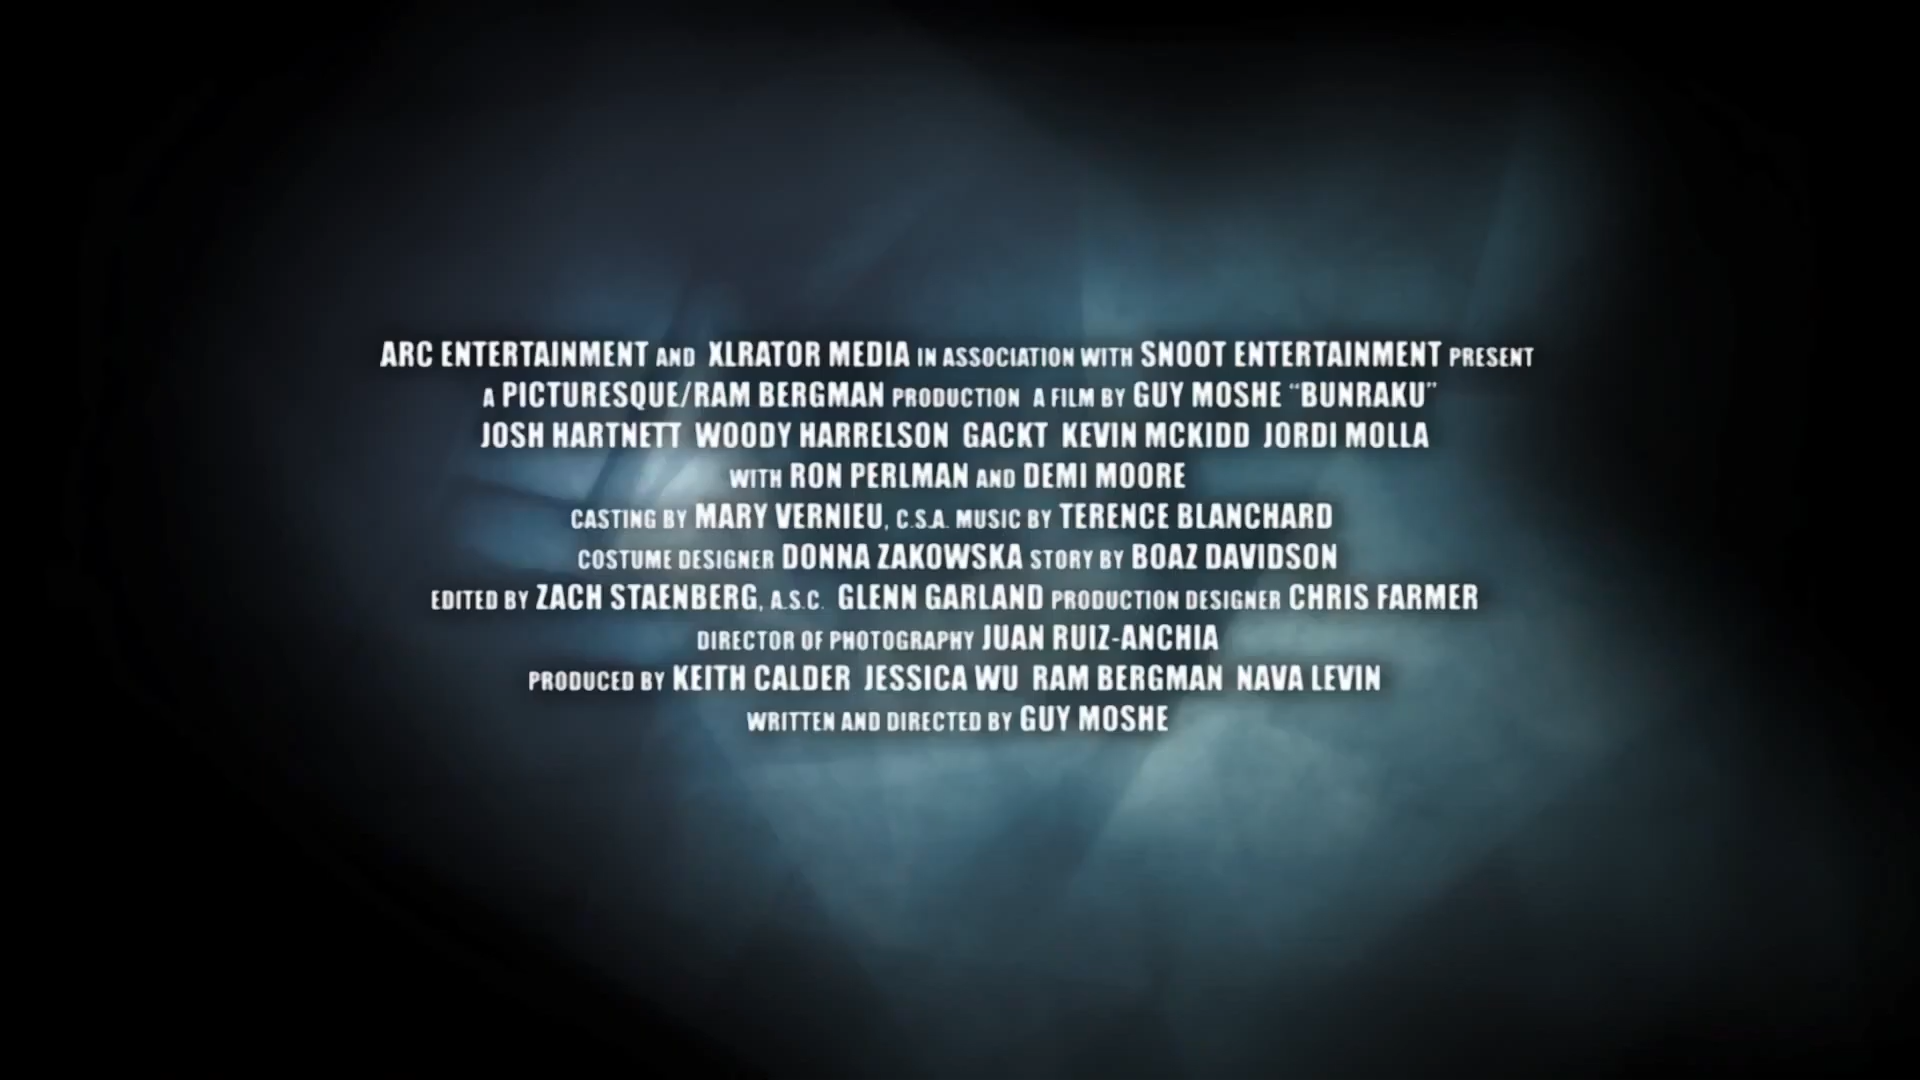 ARC ENTERTAINMENT AND XLRATOR MEDIA IN ASSOCIATION WITH SNOOT ENTERTAINMENT PRESENT
A PICTURESQUE/RAM BERGMAN PRODUCTION A FILM BY GUY MOSHE “BUNRAKU”
JOSH HARTNETT WOODY HARRELSON GACKT KEVIN MCKIDD JORDI MOLLA
WITH RON PERLMAN AND DEMI MOORE
CASTING BY MARY VERNIEU, C.S.A. MUSIC BY TERENCE BLANCHARD
COSTUME DESIGNER DONNA ZAKOWSKA STORY BY BOAZ DAVIDSON
EDITED BY ZACH STAENBERG, A.S.C. GLENN GARLAND PRODUCTION DESIGNER CHRIS FARMER
DIRECTOR OF PHOTOGRAPHY JUAN RUIZ-ANCHIA
PRODUCED BY KEITH CALDER JESSICA WU RAM BERGMAN NAVA LEVIN
WRITTEN AND DIRECTED BY GUY MOSHE